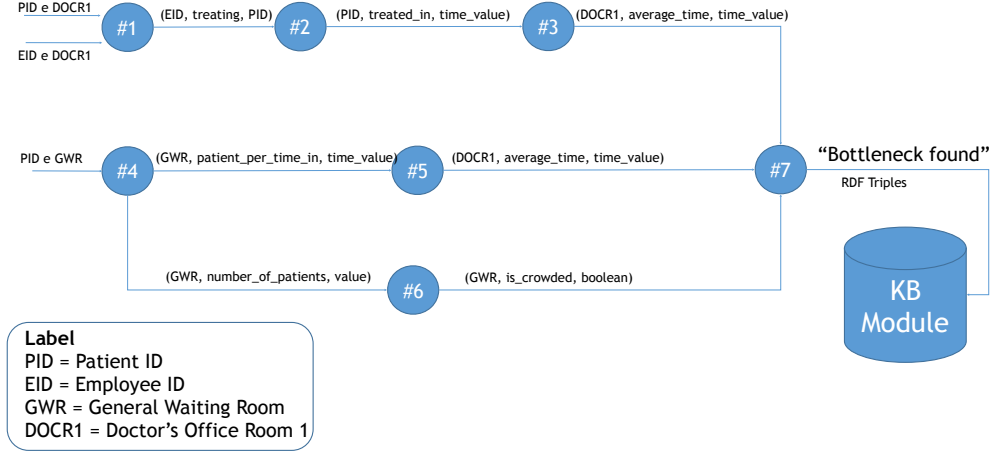 PID e DOCR1
EID e DOCR1
#1
(EID, treating, PID)
#2
(PID, treated_in, time_value)
#3
(DOCR1, average_time, time_value)
PID e GWR
#4
(GWR, patient_per_time_in, time_value)
#5
(DOCR1, average_time, time_value)
#7
“Bottleneck found”
RDF Triples
(GWR, number_of_patients, value)
#6
(GWR, is_crowded, boolean)
KB
Module
Label
PID = Patient ID
EID = Employee ID
GWR = General Waiting Room
DOCR1 = Doctor’s Office Room 1